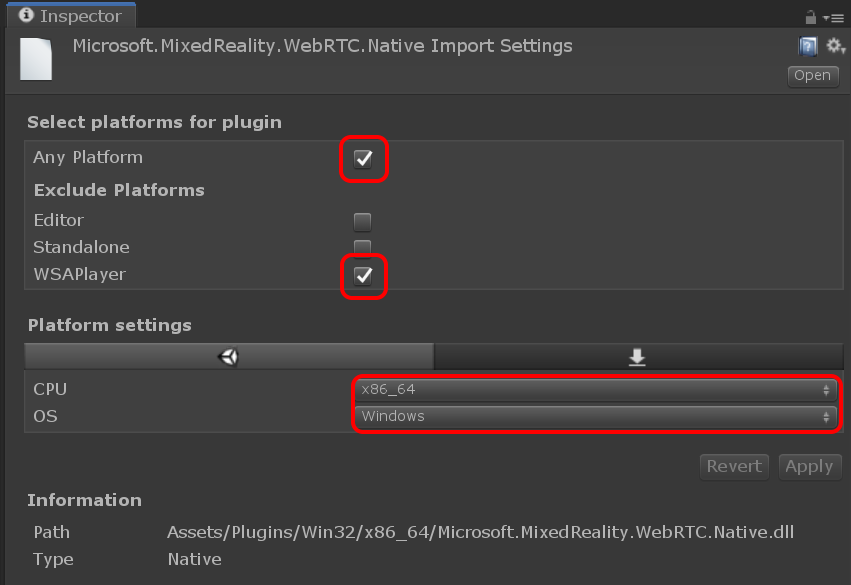 Inspector
Microsoft.MixedReality.WebRTC.Native Import Settings
Open
Select platforms for plugin
Any Platform
Exclude Platforms
Editor
Standalone
WSAPlayer
Platform settings
CPU x86_64
OS Windows
Revert Apply
Information
Path Assets/Plugins/Win32/x86_64/Microsoft.MixedReality.WebRTC.Native.dll
Type Native